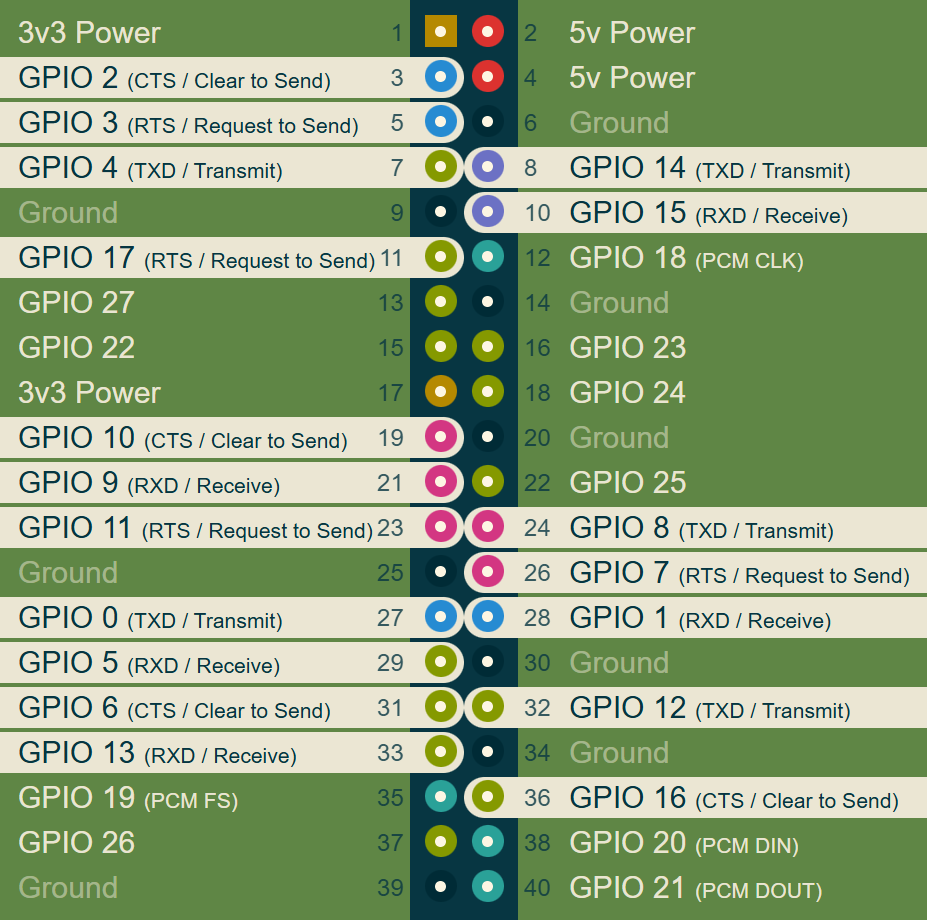 3v3 Power 1 2 5v Power
GPIO 2 (CTS / Clear to Send) 3 4 5v Power
GPIO 3 (RTS / Request to Send) 5 6 Ground
GPIO 4 (TXD / Transmit) 7 8 GPIO 14 (TXD / Transmit)
Ground 9 10 GPIO 15 (RXD / Receive)
GPIO 17 (RTS / Request to Send) 11 12 GPIO 18 (PCM CLK)
GPIO 27 13 14 Ground
GPIO 22 15 16 GPIO 23
3v3 Power 17 18 GPIO 24
GPIO 10 (CTS / Clear to Send) 19 20 Ground
GPIO 9 (RXD / Receive) 21 22 GPIO 25
GPIO 11 (RTS / Request to Send) 23 24 GPIO 8 (TXD / Transmit)
Ground 25 26 GPIO 7 (RTS / Request to Send)
GPIO 0 (TXD / Transmit) 27 28 GPIO 1 (RXD / Receive)
GPIO 5 (RXD / Receive) 29 30 Ground
GPIO 6 (CTS / Clear to Send) 31 32 GPIO 12 (TXD / Transmit)
GPIO 13 (RXD / Receive) 33 34 Ground
GPIO 19 (PCM FS) 35 36 GPIO 16 (CTS / Clear to Send)
GPIO 26 37 38 GPIO 20 (PCM DIN)
Ground 39 40 GPIO 21 (PCM DOUT)